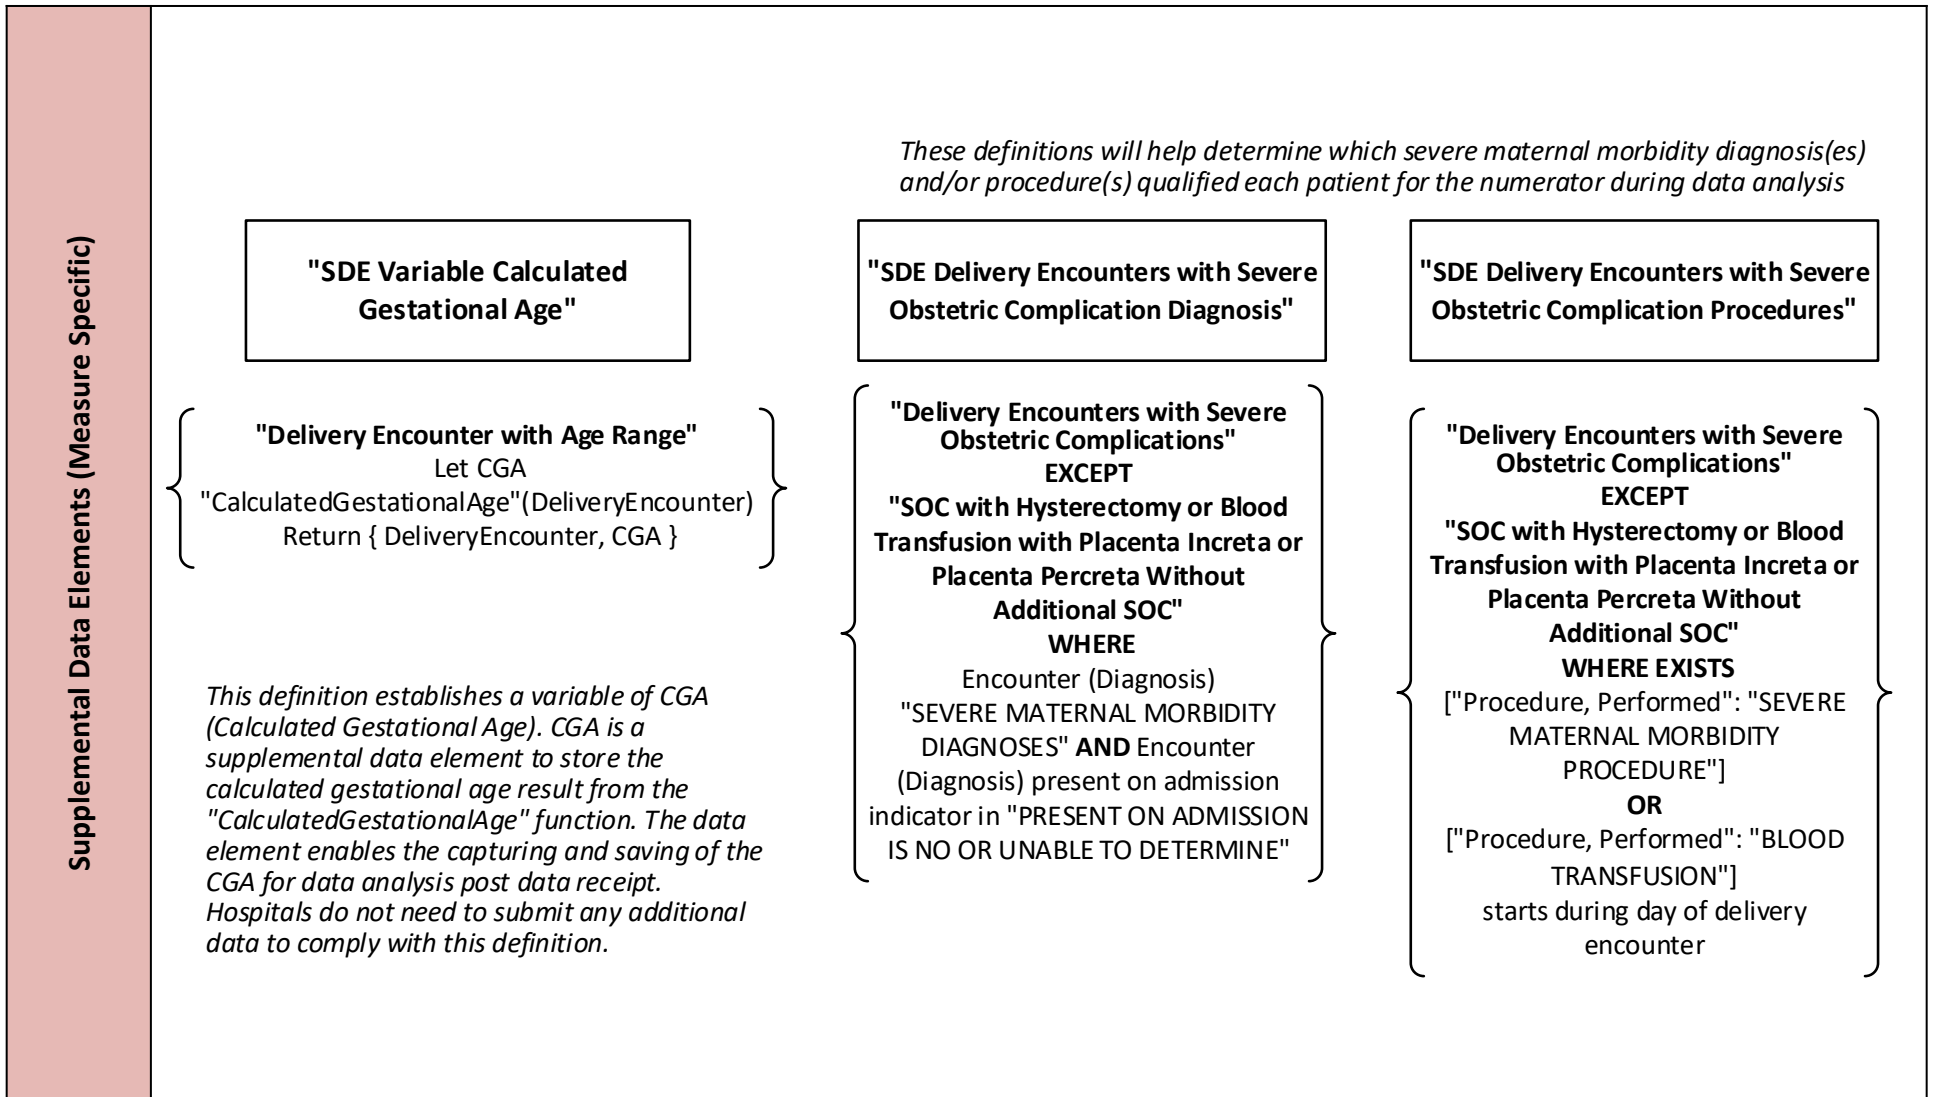 Supplemental Data Elements (Measure Specific)
These definitions will help determine which severe maternal morbidity diagnosis(es)
and/or procedure(s) qualified each patient for the numerator during data analysis
"SDE Variable Calculated
Gestational Age"
"Delivery Encounter with Age Range"
Let CGA
"CalculatedGestationalAge"(DeliveryEncounter)
Return { DeliveryEncounter, CGA }
This definition establishes a variable of CGA
(Calculated Gestational Age). CGA is a
supplemental data element to store the
calculated gestational age result from the
"CalculatedGestationalAge" function. The data
element enables the capturing and saving of the
CGA for data analysis post data receipt.
Hospitals do not need to submit any additional
data to comply with this definition.
"SDE Delivery Encounters with Severe
Obstetric Complication Diagnosis"
"Delivery Encounters with Severe
Obstetric Complications"
EXCEPT
"SOC with Hysterectomy or Blood
Transfusion with Placenta Increta or
Placenta Percreta Without
Additional SOC"
WHERE
Encounter (Diagnosis)
"SEVERE MATERNAL MORBIDITY
DIAGNOSES" AND Encounter
(Diagnosis) present on admission
indicator in "PRESENT ON ADMISSION
IS NO OR UNABLE TO DETERMINE"
"SDE Delivery Encounters with Severe
Obstetric Complication Procedures"
"Delivery Encounters with Severe
Obstetric Complications"
EXCEPT
"SOC with Hysterectomy or Blood
Transfusion with Placenta Increta or
Placenta Percreta Without
Additional SOC"
WHERE EXISTS
["Procedure, Performed": "SEVERE
MATERNAL MORBIDITY
PROCEDURE"]
OR
["Procedure, Performed": "BLOOD
TRANSFUSION"]
starts during day of delivery
encounter